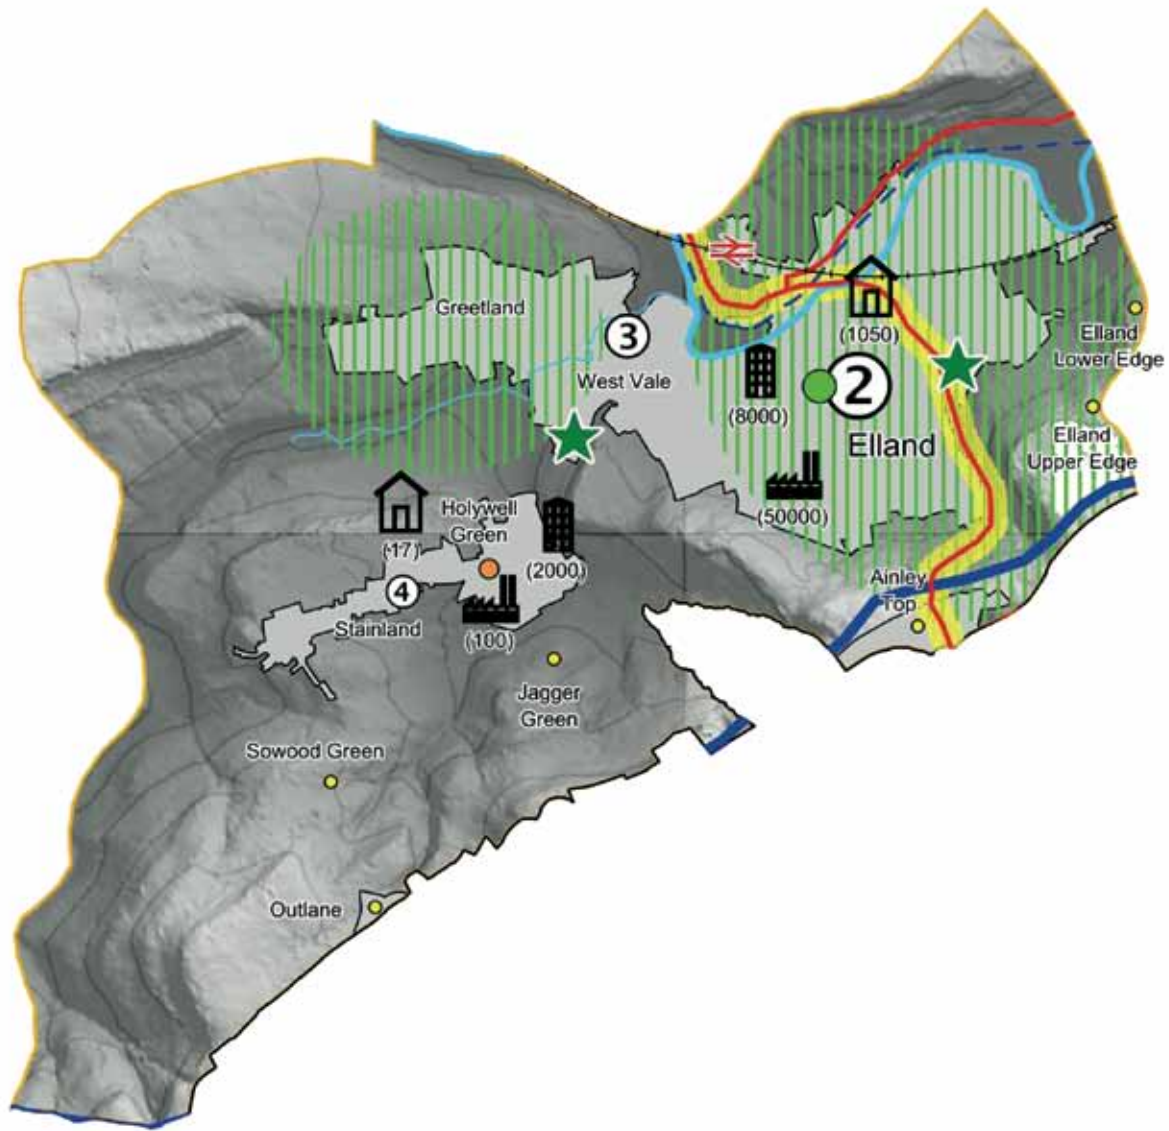 Greetland
3
West Vale
(1050)
Elland
Lower Edge
2
(8000)
Elland
Elland
Upper Edge
(50000)
Holywell
Green
(17)
(2000)
4
Stainland
(100)
Ainley
Top
Jagger
Green
Sowood Green
Outlane